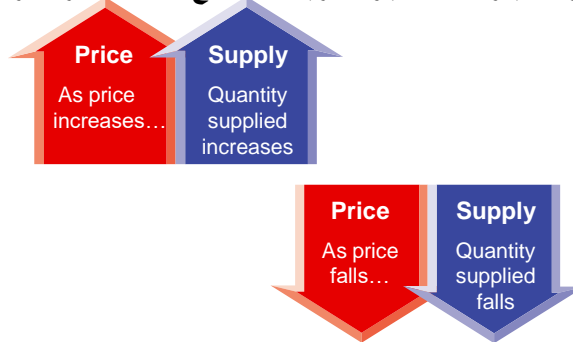 Price
As price
increases…
Supply
Quantity
supplied
increases
Price
As price
falls…
Supply
Quantity
supplied
falls